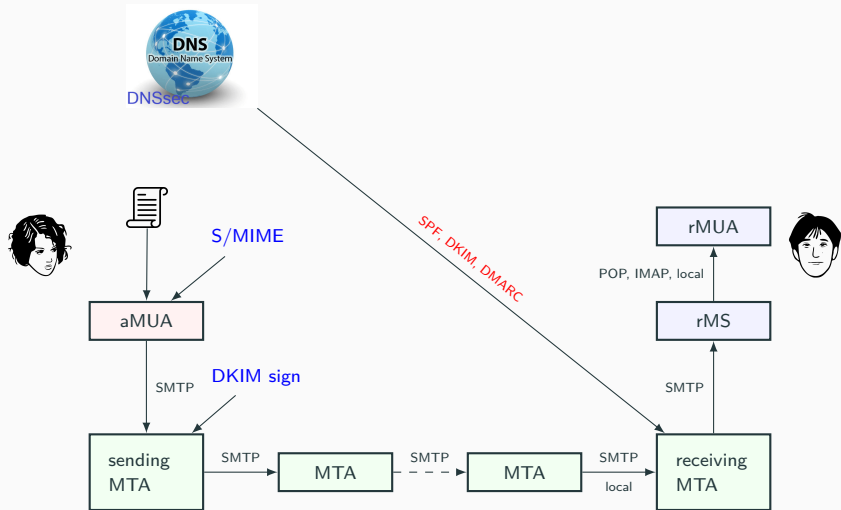 DNS
Domain Name System
DNSsec
SPF, DKIM, DMARC
S/MIME
rMUA
POP, IMAP, local
aMUA
rMS
SMTP
DKIM sign
SMTP
sending
MTA
SMTP
MTA
SMTP
MTA
SMTP
local
receiving
MTA